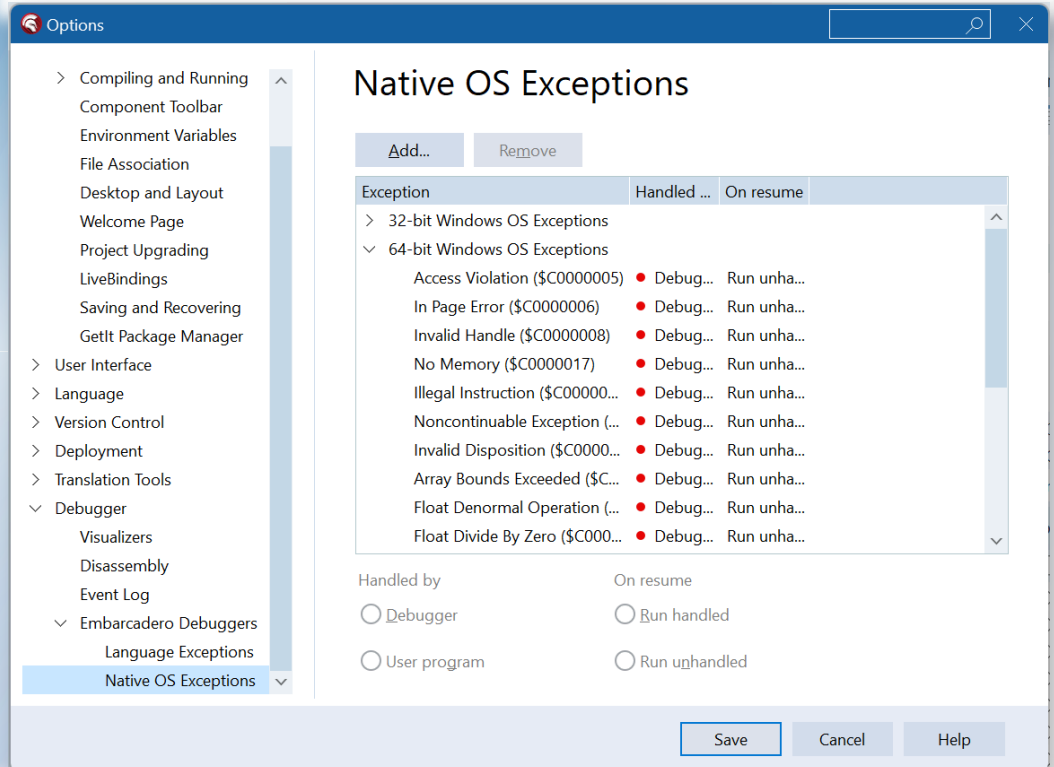 Options
Compiling and Running
Component Toolbar
Environment Variables
File Association
Desktop and Layout
Welcome Page
Project Upgrading
LiveBindings
Saving and Recovering
GetIt Package Manager
User Interface
Language
Version Control
Deployment
Translation Tools
Debugger
Visualizers
Disassembly
Event Log
Embarcadero Debuggers
Language Exceptions
Native OS Exceptions
Native OS Exceptions
Add... Remove
Exception Handled ... On resume
32-bit Windows OS Exceptions
64-bit Windows OS Exceptions
Access Violation ($C0000005) Debug... Run unha...
In Page Error ($C0000006) Debug... Run unha...
Invalid Handle ($C0000008) Debug... Run unha...
No Memory ($C0000017) Debug... Run unha...
Illegal Instruction ($C00000... Debug... Run unha...
Noncontinuable Exception (... Debug... Run unha...
Invalid Disposition ($C0000... Debug... Run unha...
Array Bounds Exceeded ($C... Debug... Run unha...
Float Denormal Operation (... Debug... Run unha...
Float Divide By Zero ($C000... Debug... Run unha...
Handled by On resume
Debugger Run handled
User program Run unhandled
Save Cancel Help